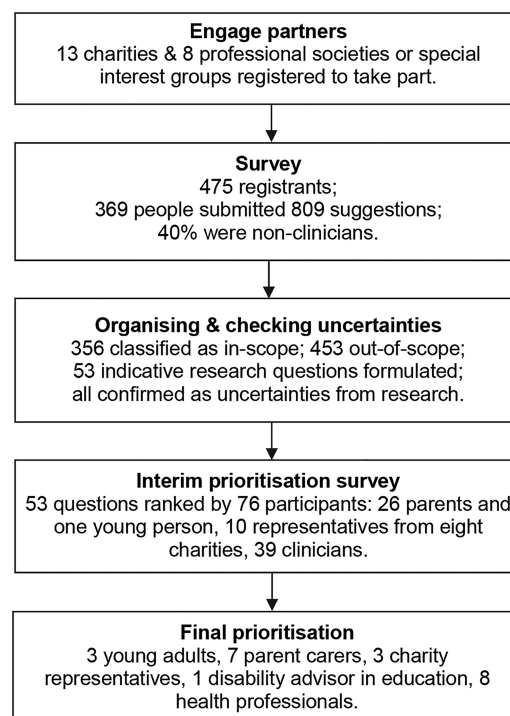 Engage partners
13 charities & 8 professional societies or special
interest groups registered to take part.
Survey
475 registrants;
369 people submitted 809 suggestions;
40% were non-clinicians.
Organising & checking uncertainties
356 classified as in-scope; 453 out-of-scope;
53 indicative research questions formulated;
all confirmed as uncertainties from research.
Interim prioritisation survey
53 questions ranked by 76 participants: 26 parents and
one young person, 10 representatives from eight
charities, 39 clinicians.
Final prioritisation
3 young adults, 7 parent carers, 3 charity
representatives, 1 disability advisor in education, 8
health professionals.